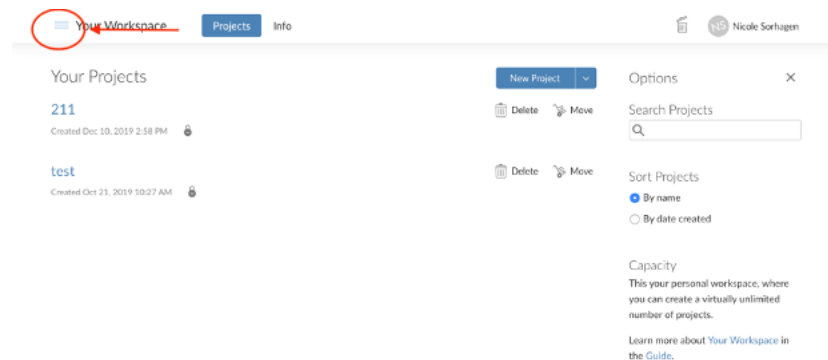 Your Workspace Projects Info NS Nicole Sorhagen
Your Projects New Project Options
211 Delete Move Search Projects
Created Dec 10, 2019 2:58 PM
test Delete Move Sort Projects
Created Oct 21, 2019 10:27 AM By name
By date created
Capacity
This your personal workspace, where
you can create a virtually unlimited
number of projects.
Learn more about Your Workspace in
the Guide.